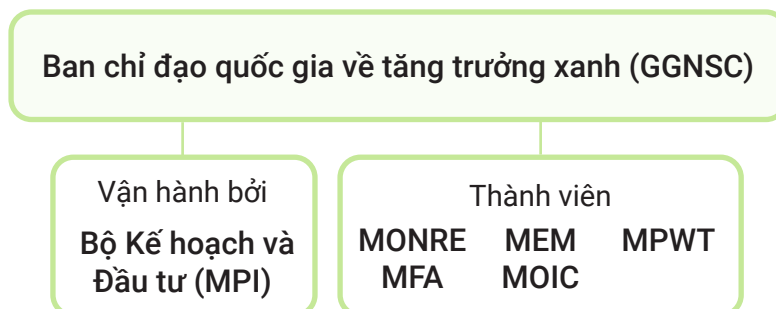 Ban chỉ đạo quốc gia về tăng trưởng xanh (GGNSC)
Vận hành bởi
Bộ Kế hoạch và
Đầu tư (MPI)
Thành viên
MONRE MEM MPWT
MFA MOIC